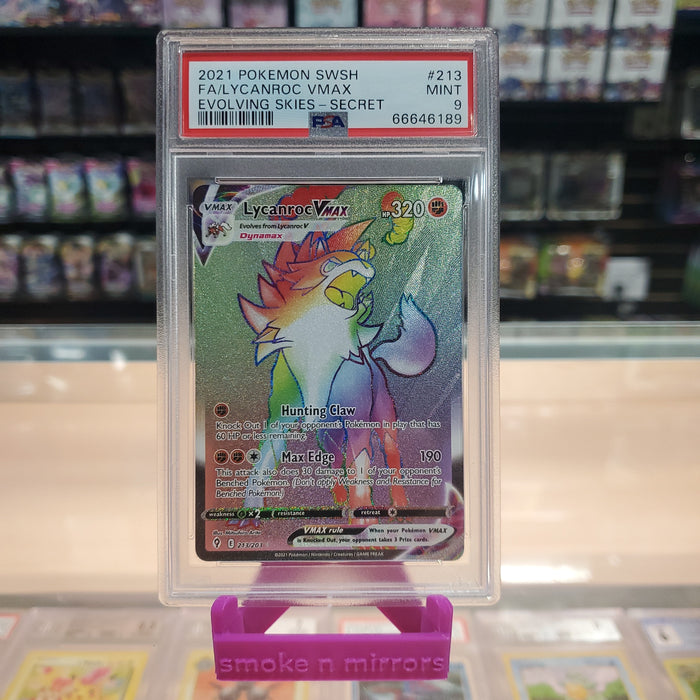 2021 POKEMON SWSH #213
FA/LYCANROC VMAX MINT
EVOLVING SKIES – SECRET 9
PSA 66646189
VMAX Lycanroc VMAX HP 320
Evolves from Lycanroc V
Dynamax
Hunting Claw
Knock Out 1 of your opponent's Pokémon in play that has
60 HP or less remaining.
Max Edge 190
This attack also does 30 damage to 1 of your opponent's
Benched Pokémon. (Don't apply Weakness and Resistance for
Benched Pokémon.)
weakness ×2 resistance retreat
VMAX rule When your Pokémon VMAX
is Knocked Out, your opponent takes 3 Prize cards.
213/203
©2021 Pokémon / Nintendo / Creatures / GAME FREAK
smoke n mirrors